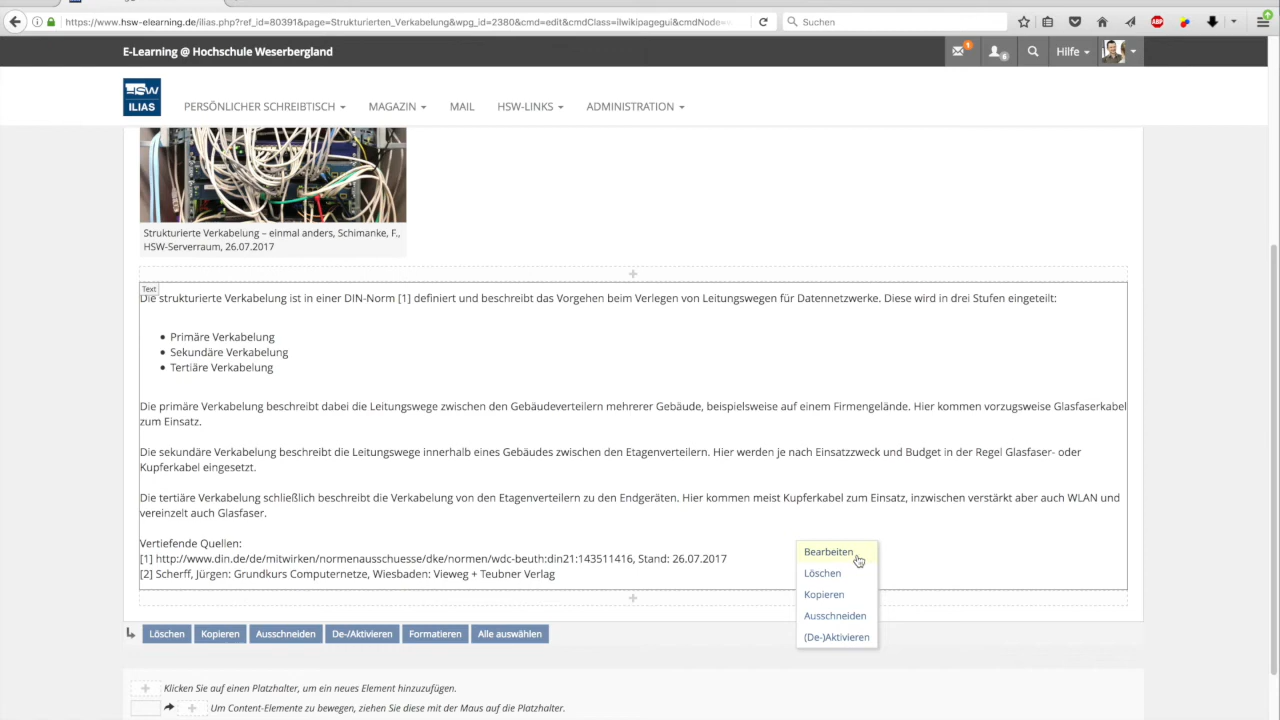 https://www.hsw-elearning.de/ilias.php?ref_id=80391&page=Strukturierten_Verkabelung&wpg_id=2380&cmd=edit&cmdClass=ilwikipagegui&cmdNode=
Suchen
ABP
E-Learning @ Hochschule Weserbergland
1
6
Hilfe
HSW
ILIAS
PERSÖNLICHER SCHREIBTISCH
MAGAZIN
MAIL
HSW-LINKS
ADMINISTRATION
Strukturierte Verkabelung – einmal anders, Schimanke, F.,
HSW-Serverraum, 26.07.2017
Text
Die strukturierte Verkabelung ist in einer DIN-Norm [1] definiert und beschreibt das Vorgehen beim Verlegen von Leitungswegen für Datennetzwerke. Diese wird in drei Stufen eingeteilt:
Primäre Verkabelung
Sekundäre Verkabelung
Tertiäre Verkabelung
Die primäre Verkabelung beschreibt dabei die Leitungswege zwischen den Gebäudeverteilern mehrerer Gebäude, beispielsweise auf einem Firmengelände. Hier kommen vorzugsweise Glasfaserkabel
zum Einsatz.
Die sekundäre Verkabelung beschreibt die Leitungswege innerhalb eines Gebäudes zwischen den Etagenverteilern. Hier werden je nach Einsatzzweck und Budget in der Regel Glasfaser- oder
Kupferkabel eingesetzt.
Die tertiäre Verkabelung schließlich beschreibt die Verkabelung von den Etagenverteilern zu den Endgeräten. Hier kommen meist Kupferkabel zum Einsatz, inzwischen verstärkt aber auch WLAN und
vereinzelt auch Glasfaser.
Vertiefende Quellen:
[1] http://www.din.de/de/mitwirken/normenausschuesse/dke/normen/wdc-beuth:din21:143511416, Stand: 26.07.2017
[2] Scherff, Jürgen: Grundkurs Computernetze, Wiesbaden: Vieweg + Teubner Verlag
Bearbeiten
Löschen
Kopieren
Ausschneiden
(De-)Aktivieren
Löschen
Kopieren
Ausschneiden
De-/Aktivieren
Formatieren
Alle auswählen
Klicken Sie auf einen Platzhalter, um ein neues Element hinzuzufügen.
Um Content-Elemente zu bewegen, ziehen Sie diese mit der Maus auf die Platzhalter.